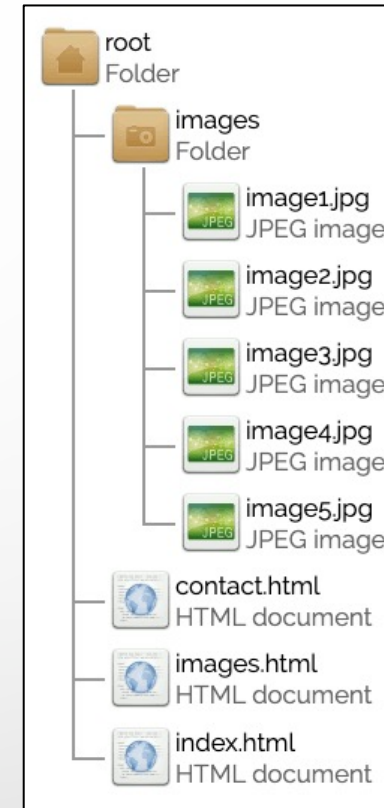 root
Folder
images
Folder
image1.jpg
JPEG image
image2.jpg
JPEG image
image3.jpg
JPEG image
image4.jpg
JPEG image
image5.jpg
JPEG image
contact.html
HTML document
images.html
HTML document
index.html
HTML document